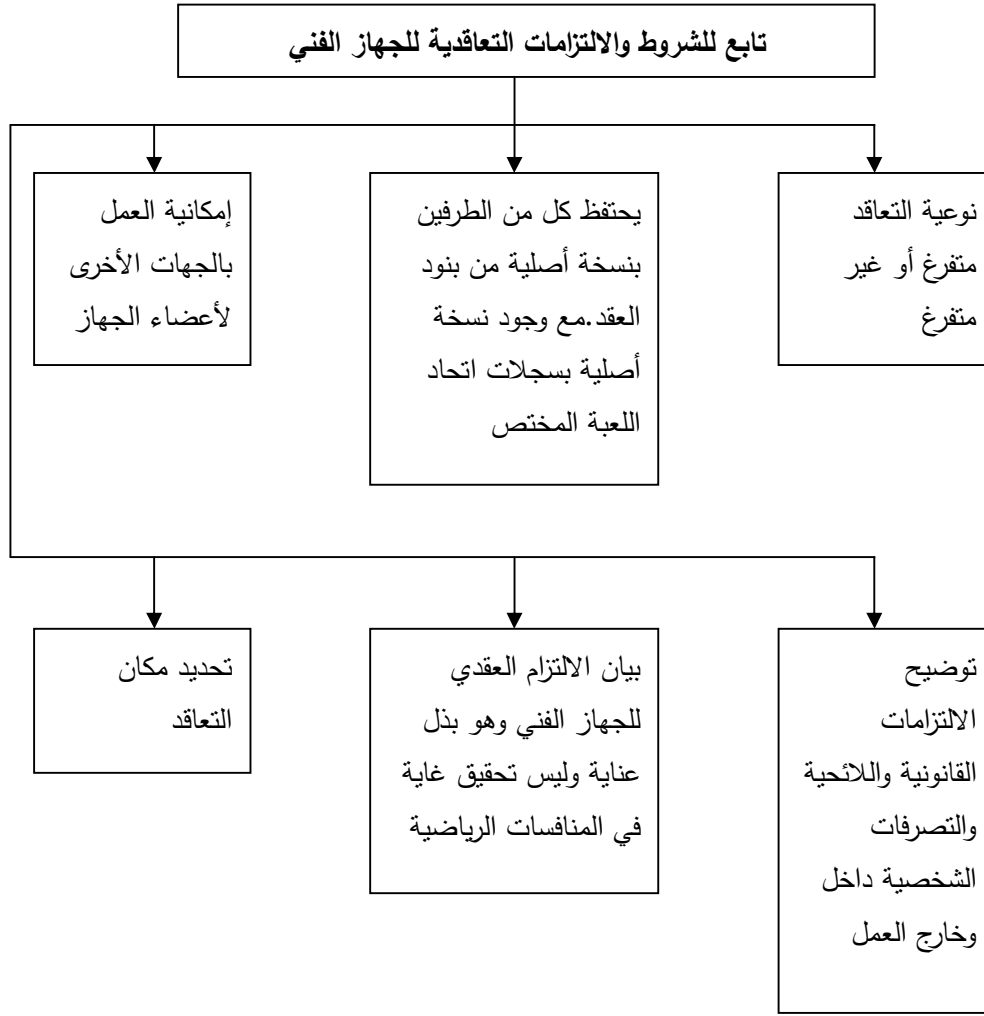 تابع للشروط والالتزامات التعاقدية للجهاز الفني
نوعية التعاقد
متفرغ أو غير
متفرغ
يحتفظ كل من الطرفين
بنسخة أصلية من بنود
العقد.مع وجود نسخة
أصلية بسجلات اتحاد
اللعبة المختص
إمكانية العمل
بالجهات الأخرى
لأعضاء الجهاز
توضيح
الالتزامات
القانونية واللائحية
والتصرفات
الشخصية داخل
وخارج العمل
بيان الالتزام العقدي
للجهاز الفني وهو بذل
عناية وليس تحقيق غاية
في المنافسات الرياضية
تحديد مكان
التعاقد